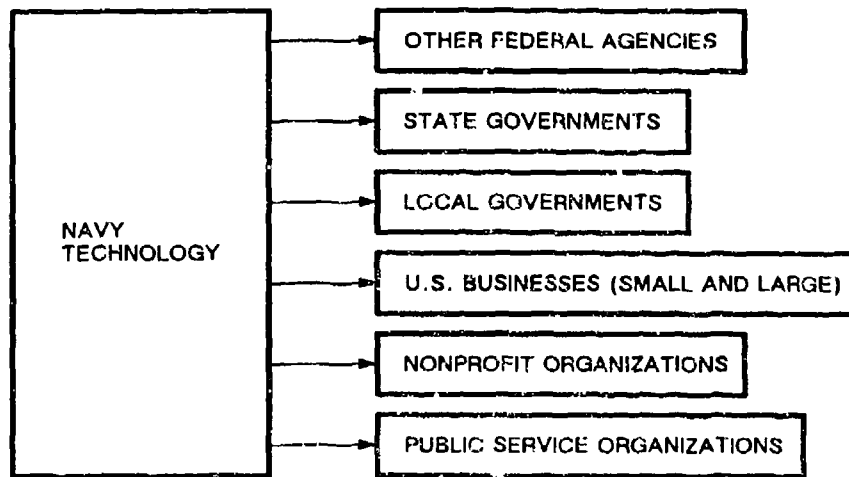 OTHER FEDERAL AGENCIES
STATE GOVERNMENTS
LOCAL GOVERNMENTS
NAVY
TECHNOLOGY
U.S. BUSINESSES (SMALL AND LARGE)
NONPROFIT ORGANIZATIONS
PUBLIC SERVICE ORGANIZATIONS